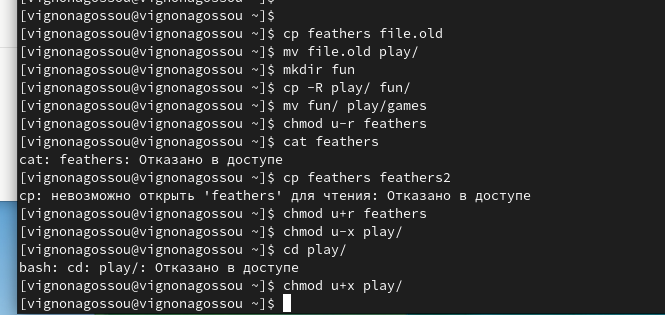 [vignonagossou@vignonagossou ~]$
[vignonagossou@vignonagossou ~]$ cp feathers file.old
[vignonagossou@vignonagossou ~]$ mv file.old play/
[vignonagossou@vignonagossou ~]$ mkdir fun
[vignonagossou@vignonagossou ~]$ cp -R play/ fun/
[vignonagossou@vignonagossou ~]$ mv fun/ play/games
[vignonagossou@vignonagossou ~]$ chmod u-r feathers
[vignonagossou@vignonagossou ~]$ cat feathers
cat: feathers: Отказано в доступе
[vignonagossou@vignonagossou ~]$ cp feathers feathers2
cp: невозможно открыть 'feathers' для чтения: Отказано в доступе
[vignonagossou@vignonagossou ~]$ chmod u+r feathers
[vignonagossou@vignonagossou ~]$ chmod u-x play/
[vignonagossou@vignonagossou ~]$ cd play/
bash: cd: play/: Отказано в доступе
[vignonagossou@vignonagossou ~]$ chmod u+x play/
[vignonagossou@vignonagossou ~]$